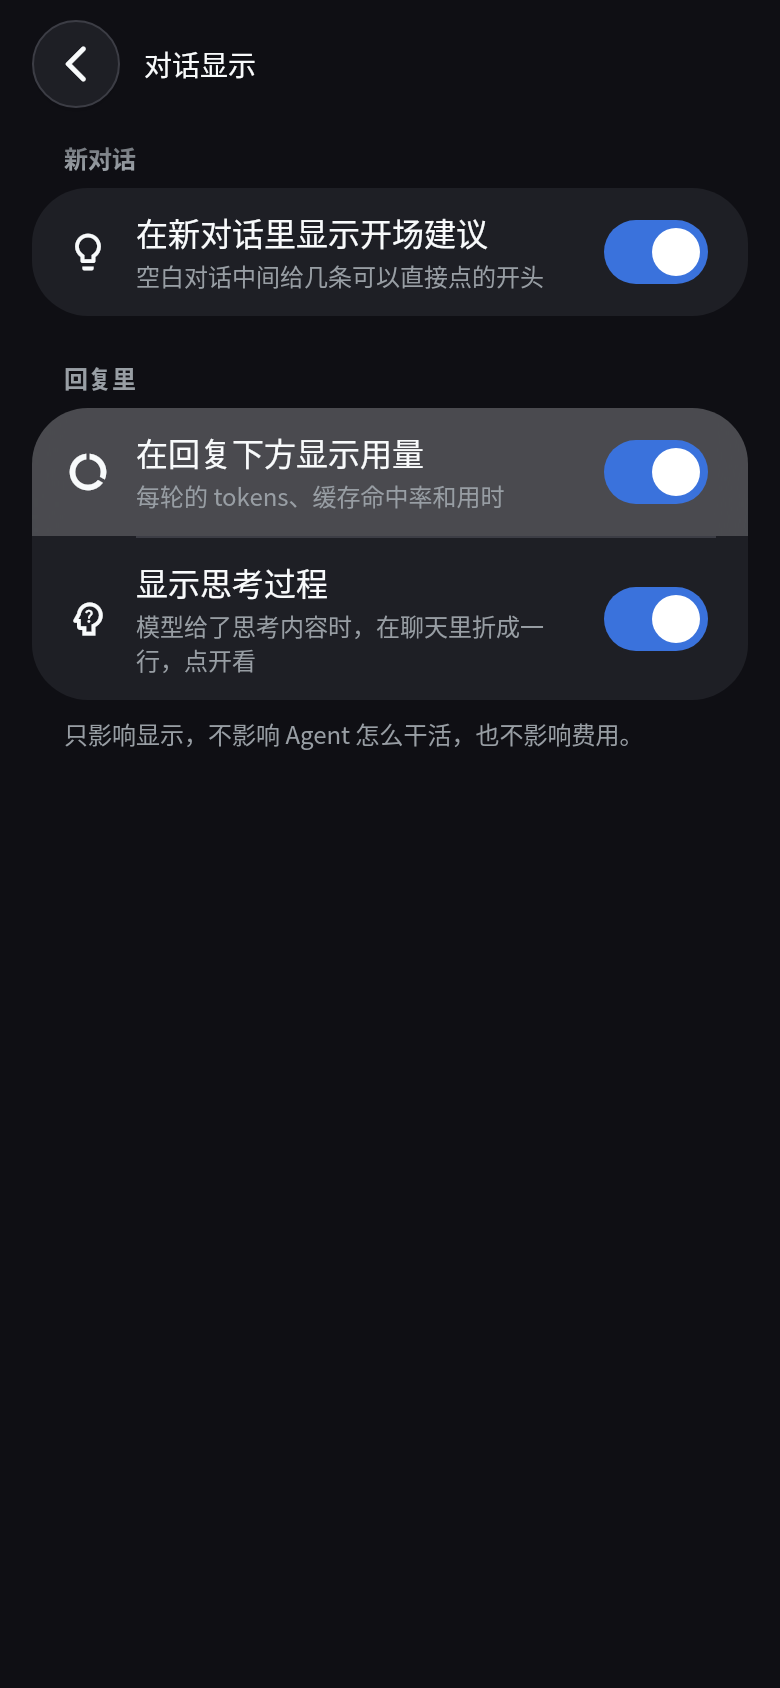 对话显示
新对话
在新对话里显示开场建议
空白对话中间给几条可以直接点的开头
回复里
在回复下方显示用量
每轮的 tokens、缓存命中率和用时
显示思考过程
模型给了思考内容时，在聊天里折成一
行，点开看
只影响显示，不影响 Agent 怎么干活，也不影响费用。